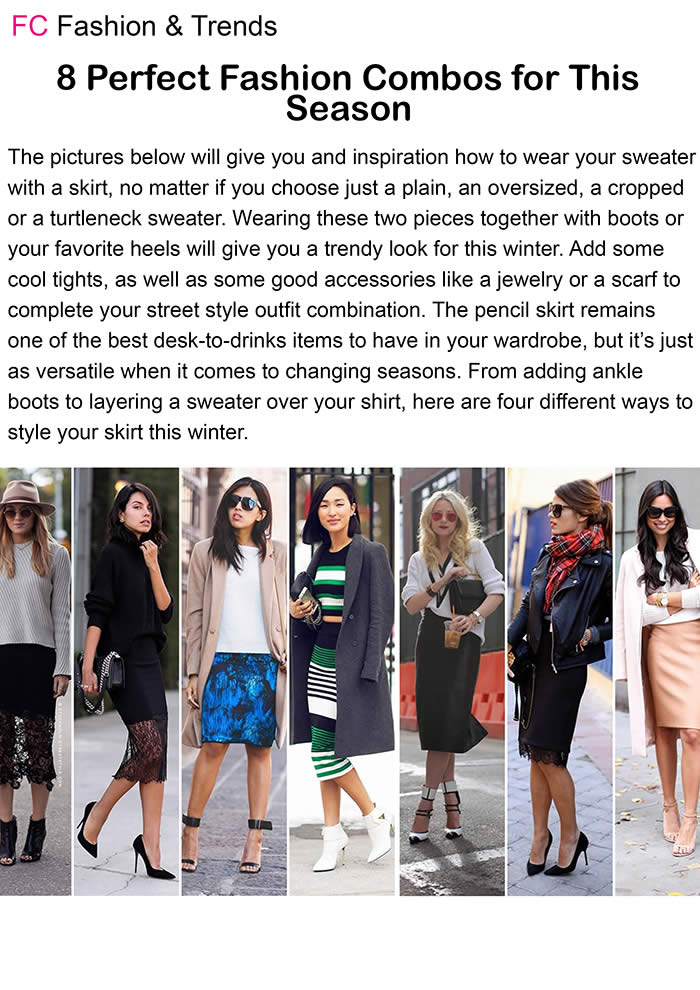 FC Fashion & Trends
8 Perfect Fashion Combos for This
Season
The pictures below will give you and inspiration how to wear your sweater
with a skirt, no matter if you choose just a plain, an oversized, a cropped
or a turtleneck sweater. Wearing these two pieces together with boots or
your favorite heels will give you a trendy look for this winter. Add some
cool tights, as well as some good accessories like a jewelry or a scarf to
complete your street style outfit combination. The pencil skirt remains
one of the best desk-to-drinks items to have in your wardrobe, but it’s just
as versatile when it comes to changing seasons. From adding ankle
boots to layering a sweater over your shirt, here are four different ways to
style your skirt this winter.